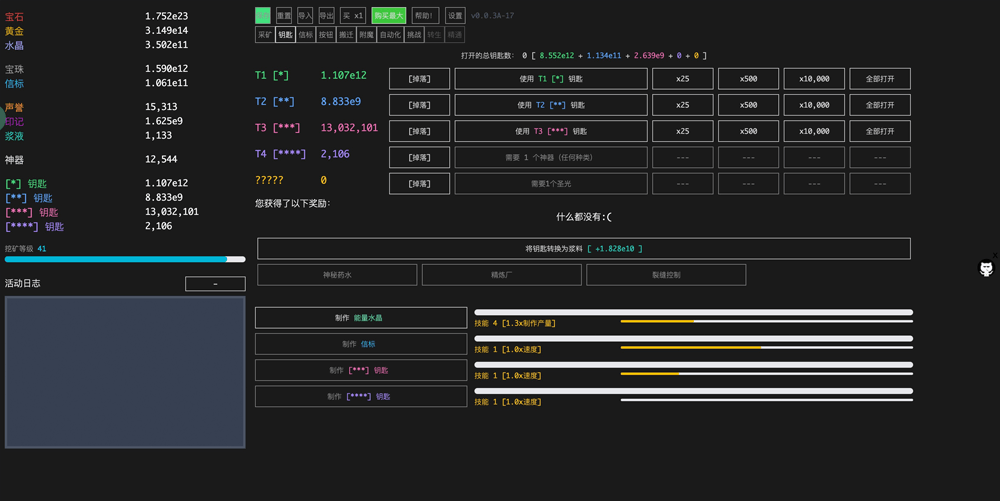 宝石 1.752e23
黄金 3.149e14
水晶 3.502e11
宝珠 1.590e12
信标 1.061e11
声誉 15,313
印记 1.625e9
浆液 1,133
神器 12,544
[*] 钥匙 1.107e12
[**] 钥匙 8.833e9
[***] 钥匙 13,032,101
[****] 钥匙 2,106
挖矿等级 41
活动日志 -
重置 导入 导出 买 x1 购买最大 帮助! 设置 v0.0.3A-17
采矿 钥匙 信标 按钮 搬迁 附魔 自动化 挑战 转生 精通
打开的总钥匙数: 0 [ 8.552e12 + 1.134e11 + 2.639e9 + 0 + 0 ]
T1 [*] 1.107e12 [掉落] 使用 T1 [*] 钥匙 x25 x500 x10,000 全部打开
T2 [**] 8.833e9 [掉落] 使用 T2 [**] 钥匙 x25 x500 x10,000 全部打开
T3 [***] 13,032,101 [掉落] 使用 T3 [***] 钥匙 x25 x500 x10,000 全部打开
T4 [****] 2,106 [掉落] 需要 1 个神器 (任何种类) --- --- --- ---
????? 0 [掉落] 需要1个圣光 --- --- --- ---
您获得了以下奖励:
什么都没有:(
将钥匙转换为浆料 [ +1.828e10 ]
神秘药水 精炼厂 裂缝控制
制作 能量水晶
技能 4 [1.3x制作产量]
制作 信标
技能 1 [1.0x速度]
制作 [***] 钥匙
技能 1 [1.0x速度]
制作 [****] 钥匙
技能 1 [1.0x速度]